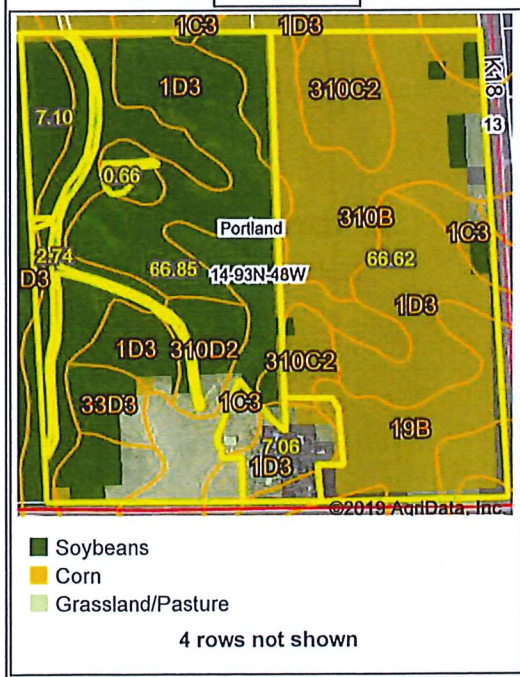 1C3 1D3
1D3 310C2 K18
7.10 13
0.66
Portland 310B 1C3
2.74 66.85 14-93N-48W 66.62
D3 1D3
1D3 310D2 310C2
33D3 1C3 19B
7.06
1D3
©2019 AgriData, Inc.
Soybeans
Corn
Grassland/Pasture
4 rows not shown